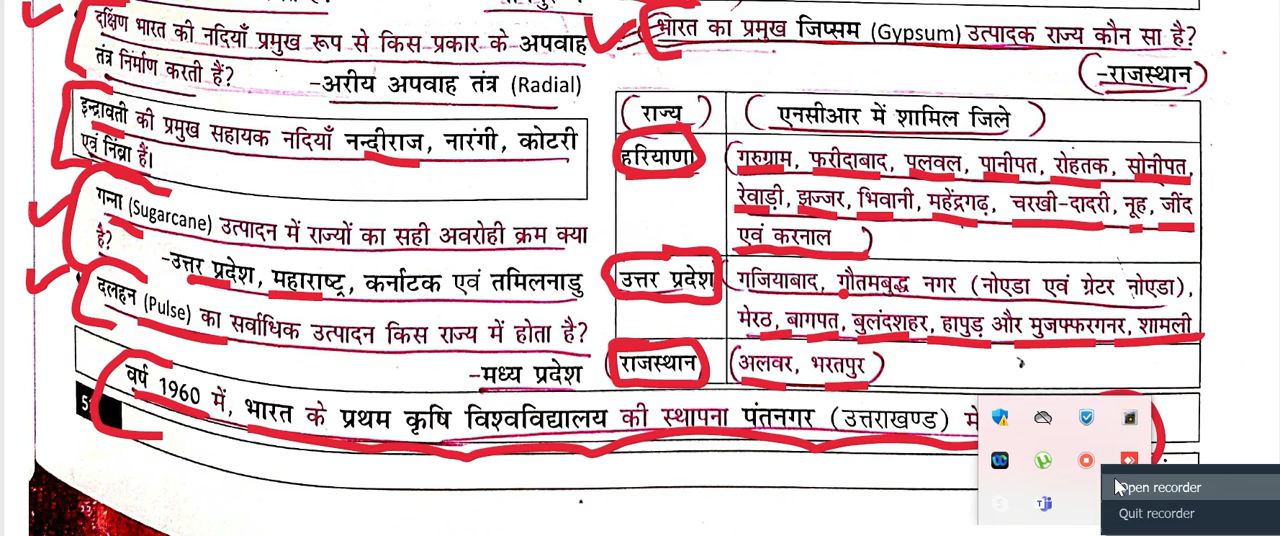 दक्षिण भारत की नदियाँ प्रमुख रूप से किस प्रकार के अपवाह
तंत्र निर्माण करती हैं?
-अरीय अपवाह तंत्र (Radial)
इन्द्रावती की प्रमुख सहायक नदियाँ नन्दीराज, नारंगी, कोटरी
एवं निब्रा हैं।
गन्ना (Sugarcane) उत्पादन में राज्यों का सही अवरोही क्रम क्या
है?
-उत्तर प्रदेश, महाराष्ट्र, कर्नाटक एवं तमिलनाडु
दलहन (Pulse) का सर्वाधिक उत्पादन किस राज्य में होता है?
-मध्य प्रदेश
भारत का प्रमुख जिप्सम (Gypsum) उत्पादक राज्य कौन सा है?
-राजस्थान
राज्य एनसीआर में शामिल जिले
हरियाणा गुरुग्राम, फरीदाबाद, पलवल, पानीपत, रोहतक, सोनीपत,
रेवाड़ी, झज्जर, भिवानी, महेंद्रगढ़, चरखी-दादरी, नूह, जींद
एवं करनाल
उत्तर प्रदेश गजियाबाद, गौतमबुद्ध नगर (नोएडा एवं ग्रेटर नोएडा),
मेरठ, बागपत, बुलंदशहर, हापुड़ और मुजफ्फरगनर, शामली
राजस्थान अलवर, भरतपुर
वर्ष 1960 में, भारत के प्रथम कृषि विश्वविद्यालय की स्थापना पंतनगर (उत्तराखण्ड) में
Open recorder
Quit recorder